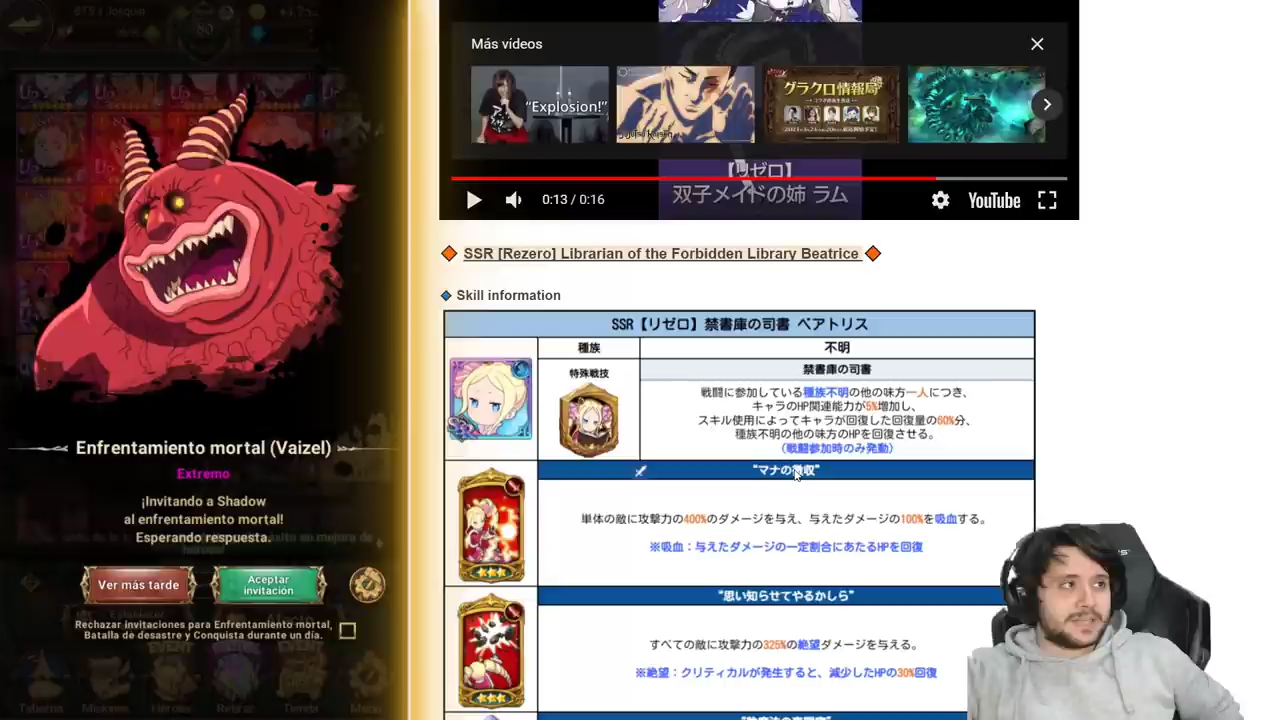 80
Enfrentamiento mortal (Vaizel)
Extremo
¡Invitando a Shadow
al enfrentamiento mortal!
Esperando respuesta.
Ver más tarde
Aceptar
invitación
Rechazar invitaciones para Enfrentamiento mortal,
Batalla de desastre y Conquista durante un día.
Taberna
Misiones
Héroes
Tienda
Menú
Más vídeos
"Explosion!"
グラクロ情報局
【リゼロ】
双子メイドの姉 ラム
0:13 / 0:16
YouTube
SSR [Rezero] Librarian of the Forbidden Library Beatrice
Skill information
SSR【リゼロ】禁書庫の司書 ベアトリス
種族
不明
特殊戦技
禁書庫の司書
戦闘に参加している種族不明の他の味方一人につき、
キャラのHP関連能力が5%増加し、
スキル使用によってキャラが回復した回復量の60%分、
種族不明の他の味方のHPを回復させる。
(戦闘参加時のみ発動)
"マナの徴収"
単体の敵に攻撃力の400%のダメージを与え、与えたダメージの100%を吸血する。
※吸血：与えたダメージの一定割合にあたるHPを回復
"思い知らせてやるかしら"
すべての敵に攻撃力の325%の絶望ダメージを与える。
※絶望：クリティカルが発生すると、減少したHPの30%回復